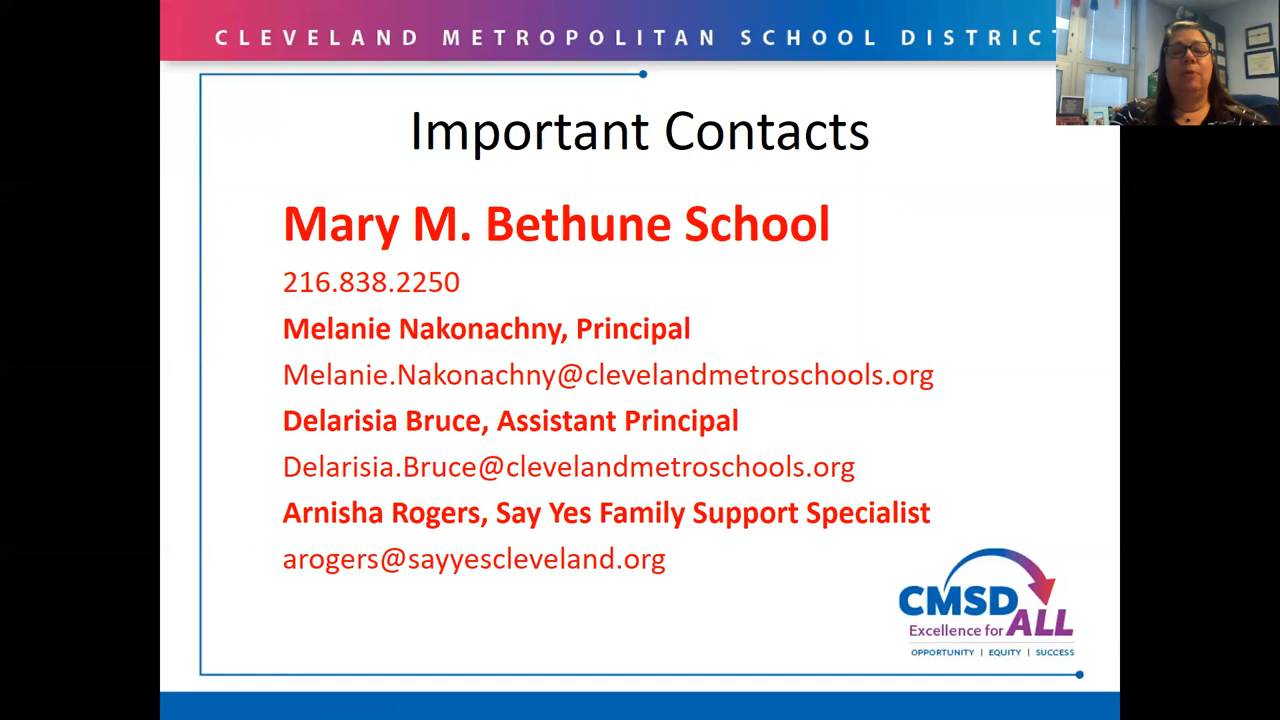 CLEVELAND METROPOLITAN SCHOOL DISTRICT
Important Contacts
Mary M. Bethune School
216.838.2250
Melanie Nakonachny, Principal
Melanie.Nakonachny@clevelandmetroschools.org
Delarisia Bruce, Assistant Principal
Delarisia.Bruce@clevelandmetroschools.org
Arnisha Rogers, Say Yes Family Support Specialist
arogers@sayyescleveland.org
CMSD
Excellence for ALL
OPPORTUNITY | EQUITY | SUCCESS